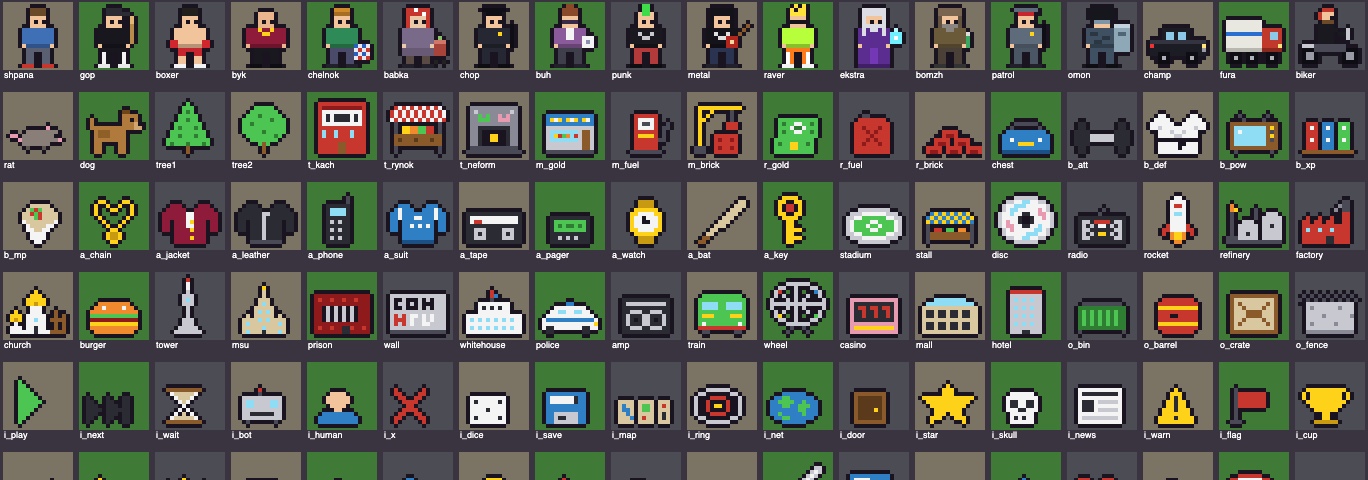 shpana gop boxer byk chelnok babka chop buh punk metal raver ekstra bomzh patrol omon champ fura biker
rat dog tree1 tree2 t_kach t_rynok t_neform m_gold m_fuel m_brick r_gold r_fuel r_brick chest b_att b_def b_pow b_xp
b_mp a_chain a_jacket a_leather a_phone a_suit a_tape a_pager a_watch a_bat a_key stadium stall disc radio rocket refinery factory
777
church burger tower msu prison wall whitehouse police amp train wheel casino mall hotel o_bin o_barrel o_crate o_fence
i_play i_next i_wait i_bot i_human i_x i_dice i_save i_map i_ring i_net i_door i_star i_skull i_news i_warn i_flag i_cup